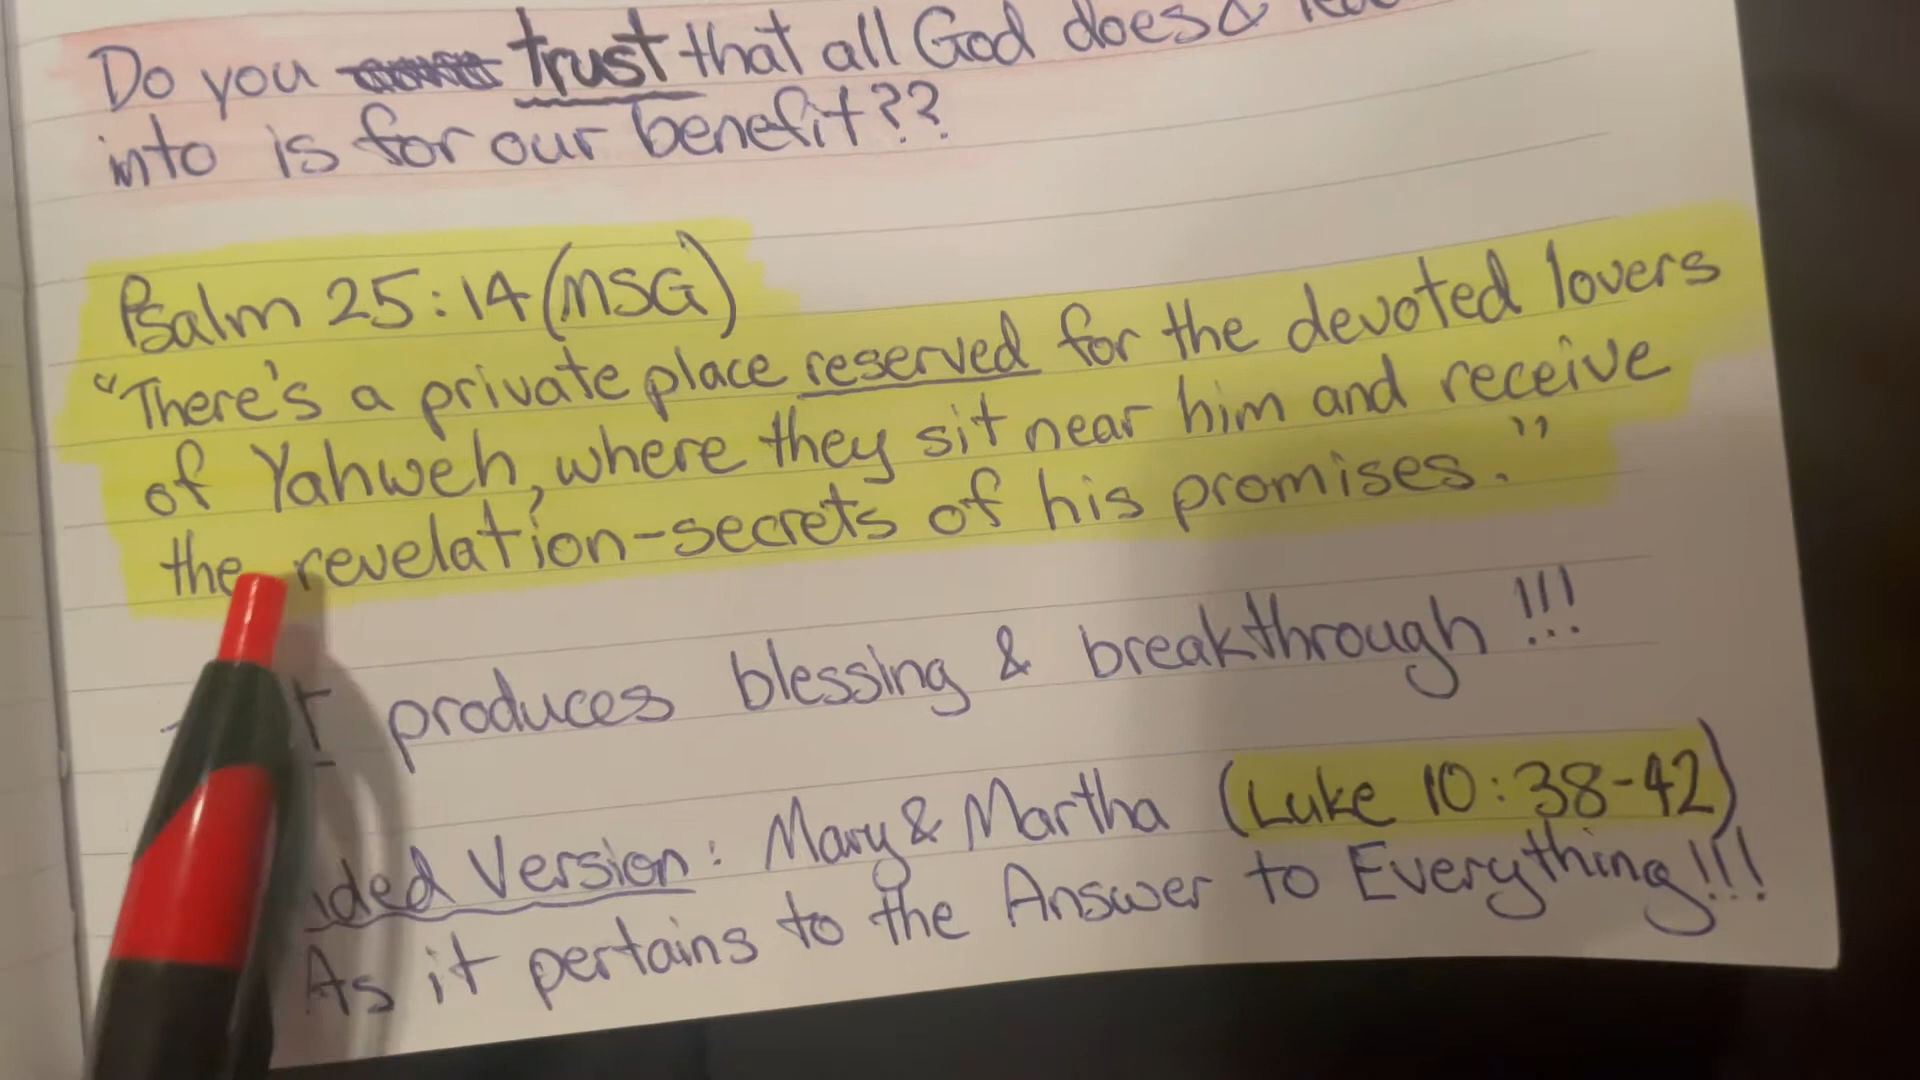 Do you trust that all God does &
into is for our benefit??
Psalm 25:14 (MSG)
"There's a private place reserved for the devoted lovers
of Yahweh, where they sit near him and receive
the revelation-secrets of his promises."
produces blessing & breakthrough!!!
Version: Mary & Martha (Luke 10:38-42)
As it pertains to the Answer to Everything!!!